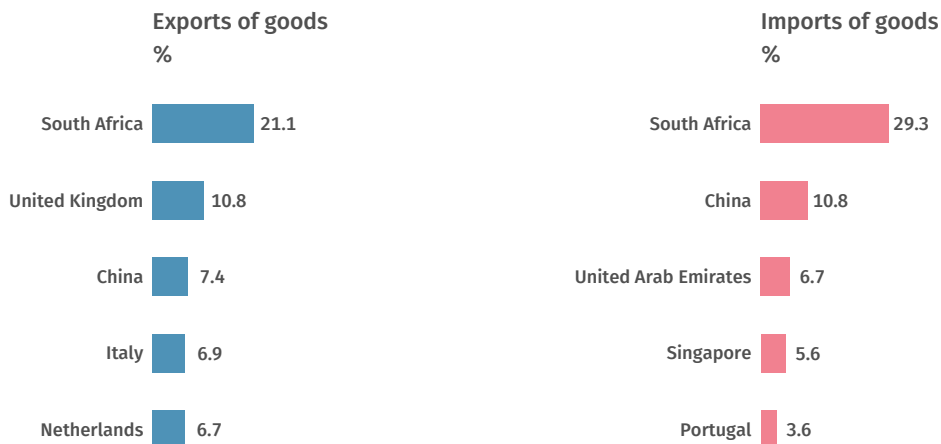 Exports of goods
%
South Africa 21.1
United Kingdom 10.8
China 7.4
Italy 6.9
Netherlands 6.7
Imports of goods
%
South Africa 29.3
China 10.8
United Arab Emirates 6.7
Singapore 5.6
Portugal 3.6